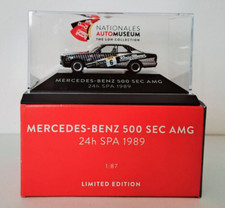 NATIONALES
AUTOMUSEUM
THE LOH COLLECTION
MERCEDES-BENZ 500 SEC AMG
24h SPA 1989
MERCEDES-BENZ 500 SEC AMG
24h SPA 1989
1:87
LIMITED EDITION